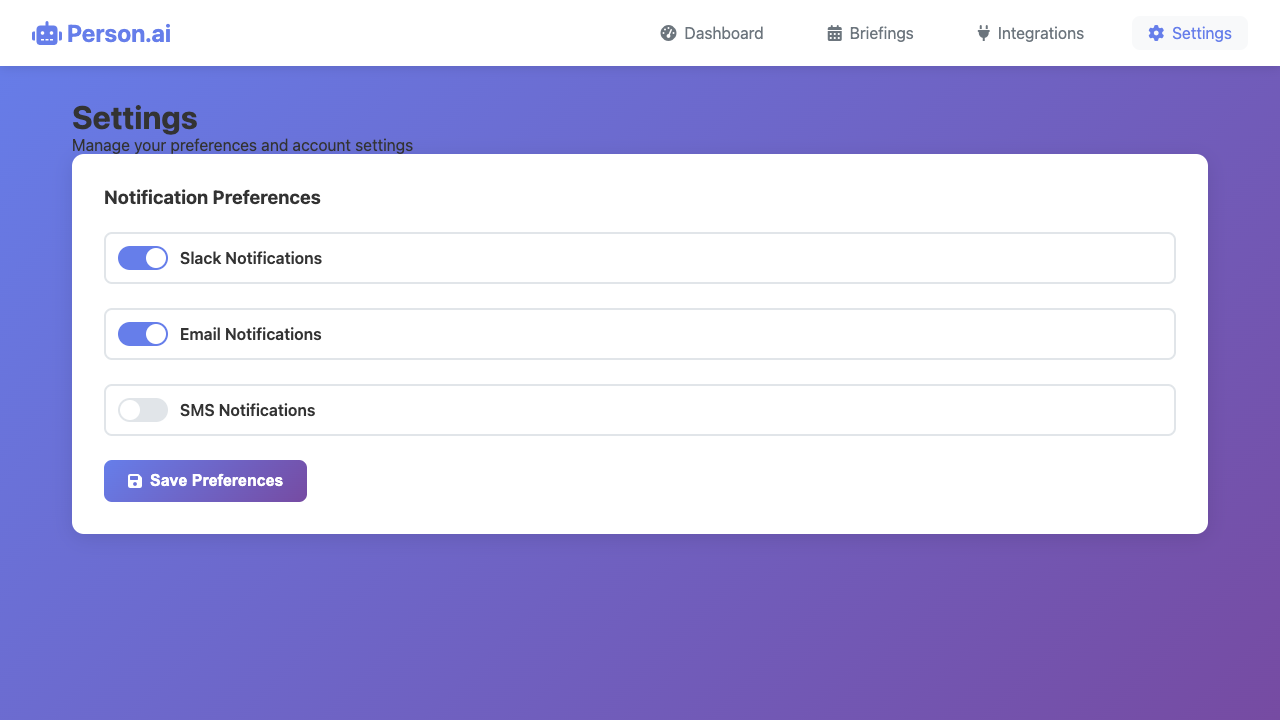 Person.ai
Dashboard
Briefings
Integrations
Settings
Settings
Manage your preferences and account settings
Notification Preferences
Slack Notifications
Email Notifications
SMS Notifications
Save Preferences